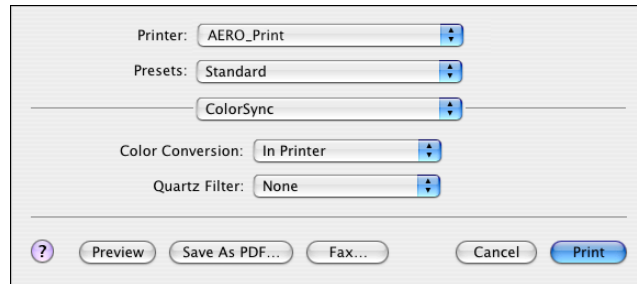 Printer: AERO_Print
Presets: Standard
ColorSync
Color Conversion: In Printer
Quartz Filter: None
? Preview Save As PDF... Fax... Cancel Print